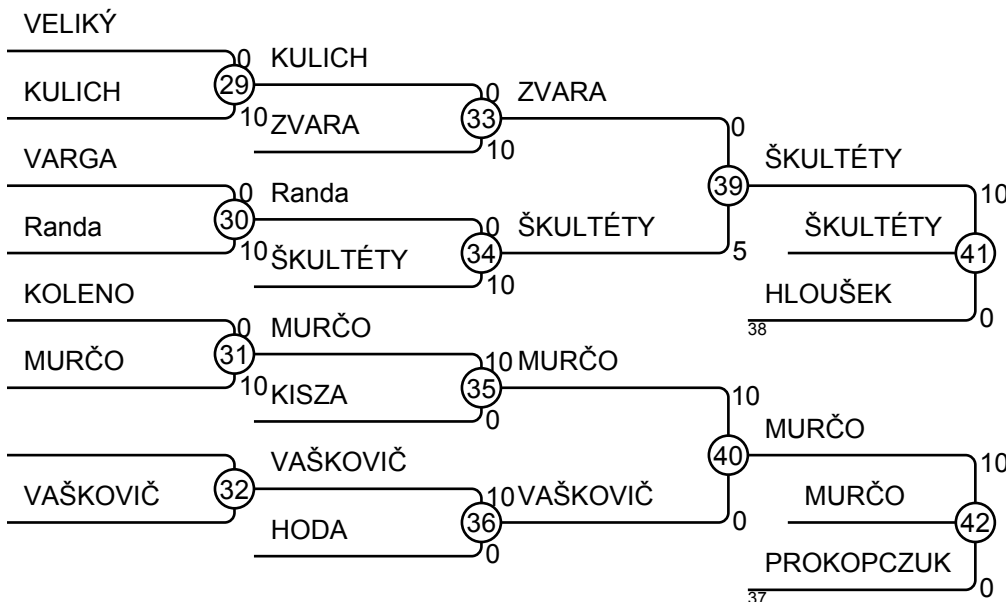 VELIKÝ
0 KULICH
29
0 ZVARA
KULICH
33
10 ZVARA
10
0
VARGA
ŠKULTÉTY
39
0 Randa
10
30
0 ŠKULTÉTY
ŠKULTÉTY
Randa
34
41
10 ŠKULTÉTY
5
10
HLOUŠEK
KOLENO
38
0
0 MURČO
31
10 MURČO
MURČO
35
10 KISZA
10
0
MURČO
VAŠKOVIČ
40
10
32
10 VAŠKOVIČ
MURČO
VAŠKOVIČ
36
42
HODA
0
0
PROKOPCZUK
37
0